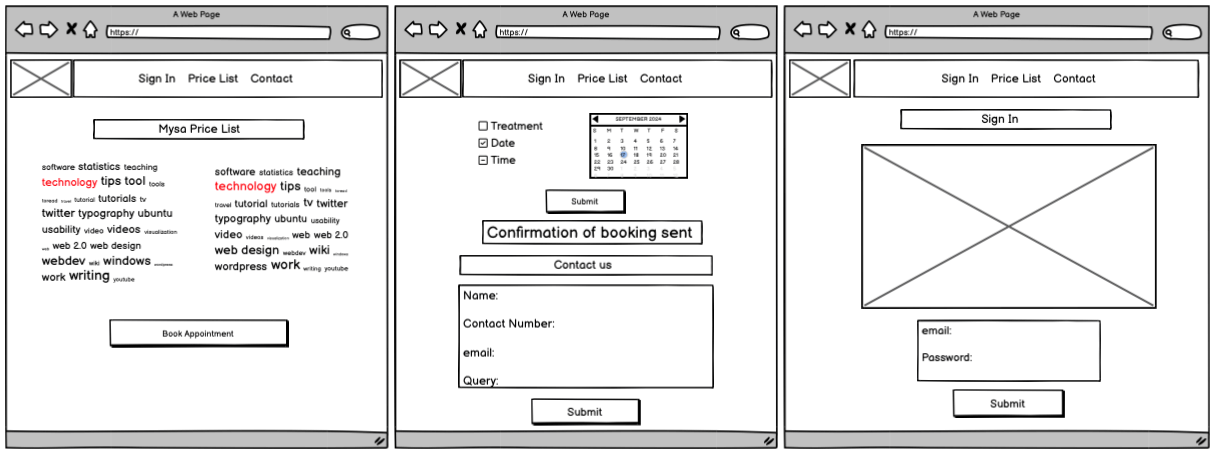 A Web Page
https://
Sign In Price List Contact
Mysa Price List
software statistics teaching
technology tips tool tools
toread travel tutorial tutorials tv
twitter typography ubuntu
usability video videos visualization
web web 2.0 web design
webdev wiki windows wordpress
work writing youtube
software statistics teaching
technology tips tool tools toread
travel tutorial tutorials tv twitter
typography ubuntu usability
video videos visualization web web 2.0
web design webdev wiki windows
wordpress work writing youtube
Book Appointment
A Web Page
https://
Sign In Price List Contact
Treatment
Date
Time
SEPTEMBER 2024
S M T W T F S
1 2 3 4 5 6 7
8 9 10 11 12 13 14
15 16 17 18 19 20 21
22 23 24 25 26 27 28
29 30
Submit
Confirmation of booking sent
Contact us
Name:
Contact Number:
email:
Query:
Submit
A Web Page
https://
Sign In Price List Contact
Sign In
email:
Password:
Submit